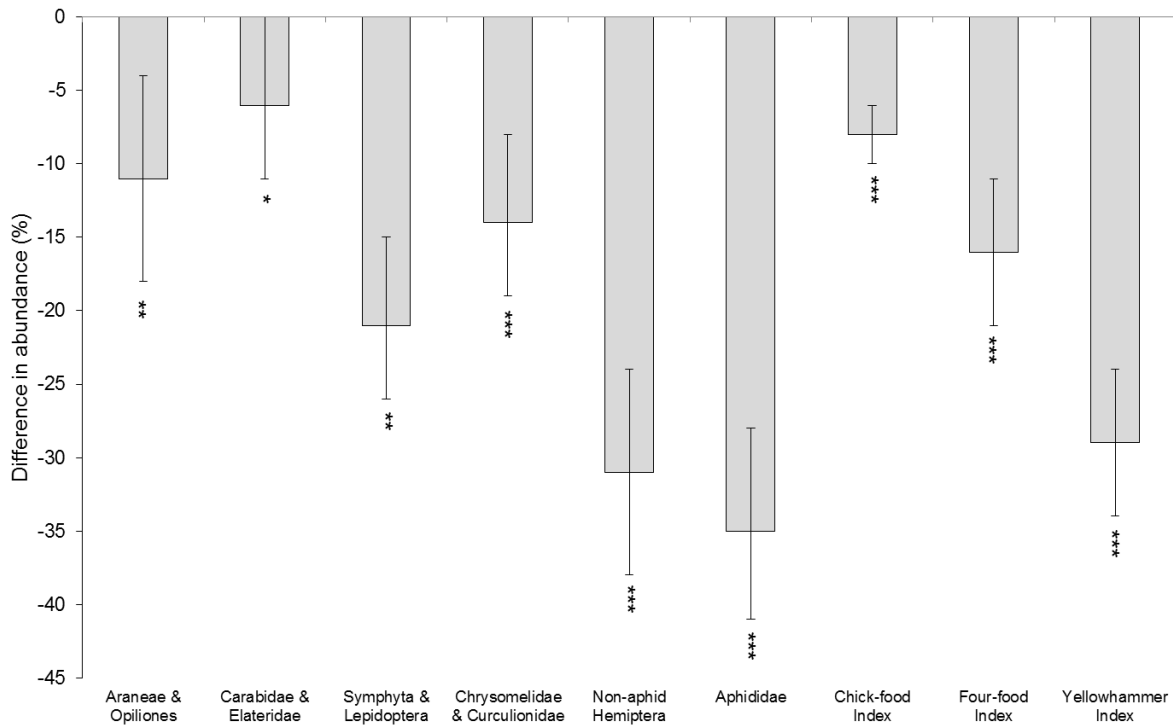 0
-5
-10
-15
-20
-25
-30
-35
-40
-45
Difference in abundance (%)
**
*
**
***
***
***
***
***
***
Araneae &
Opiliones
Carabidae &
Elateridae
Symphyta &
Lepidoptera
Chrysomelidae
& Curculionidae
Non-aphid
Hemiptera
Aphididae
Chick-food
Index
Four-food
Index
Yellowhammer
Index